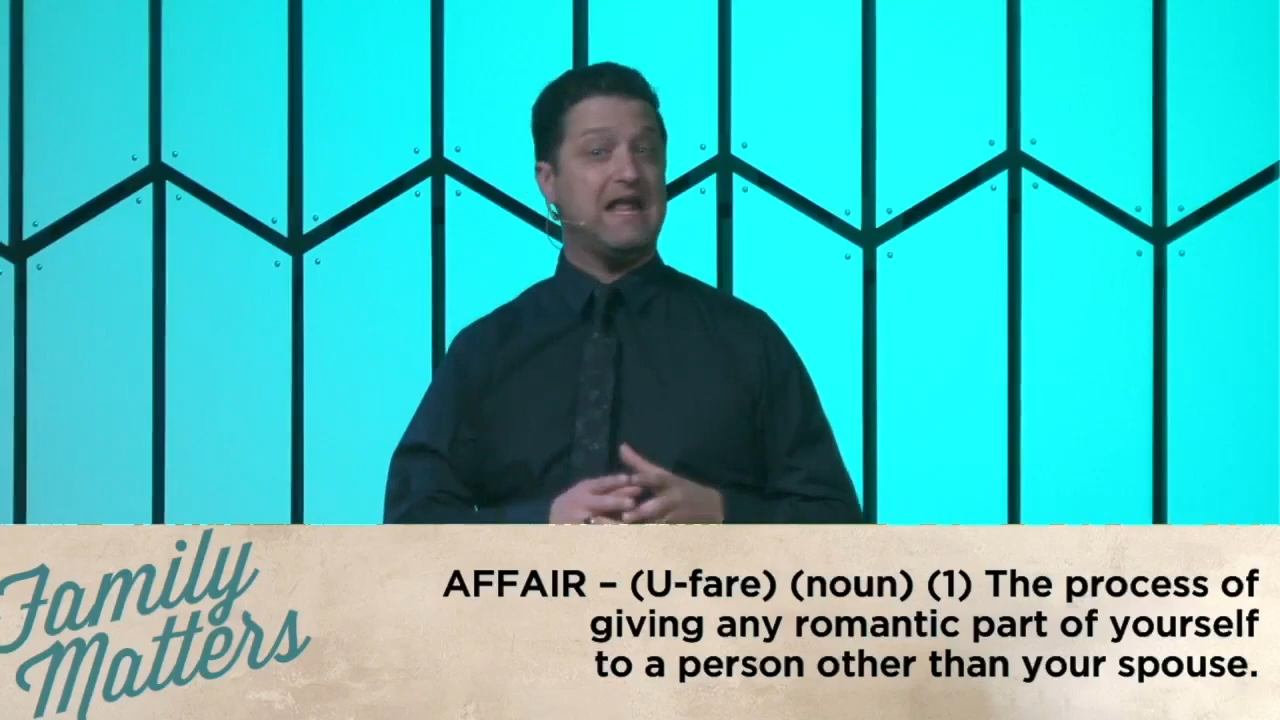 Family
Matters
AFFAIR – (U-fare) (noun) (1) The process of
giving any romantic part of yourself
to a person other than your spouse.